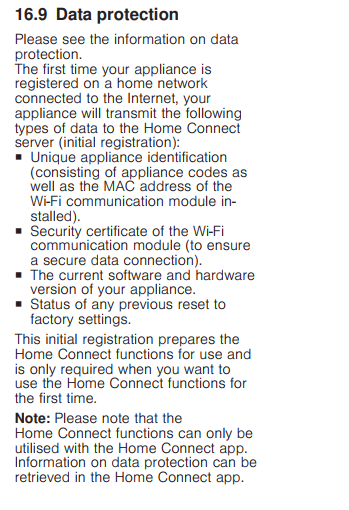 16.9 Data protection
Please see the information on data
protection.
The first time your appliance is
registered on a home network
connected to the Internet, your
appliance will transmit the following
types of data to the Home Connect
server (initial registration):
▪ Unique appliance identification
(consisting of appliance codes as
well as the MAC address of the
Wi-Fi communication module in-
stalled).
▪ Security certificate of the Wi-Fi
communication module (to ensure
a secure data connection).
▪ The current software and hardware
version of your appliance.
▪ Status of any previous reset to
factory settings.
This initial registration prepares the
Home Connect functions for use and
is only required when you want to
use the Home Connect functions for
the first time.
Note: Please note that the
Home Connect functions can only be
utilised with the Home Connect app.
Information on data protection can be
retrieved in the Home Connect app.